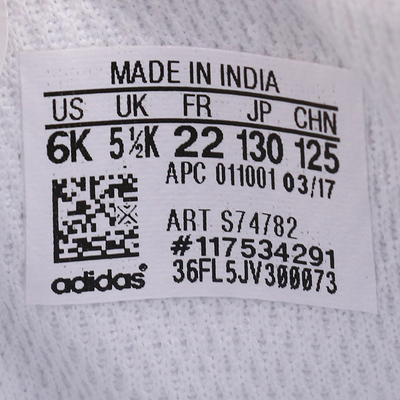 MADE IN INDIA
US UK FR JP CHN
6K 5½K 22 130 125
APC 011001 03/17
ART S74782
#117534291
36FL5JV300073
adidas®